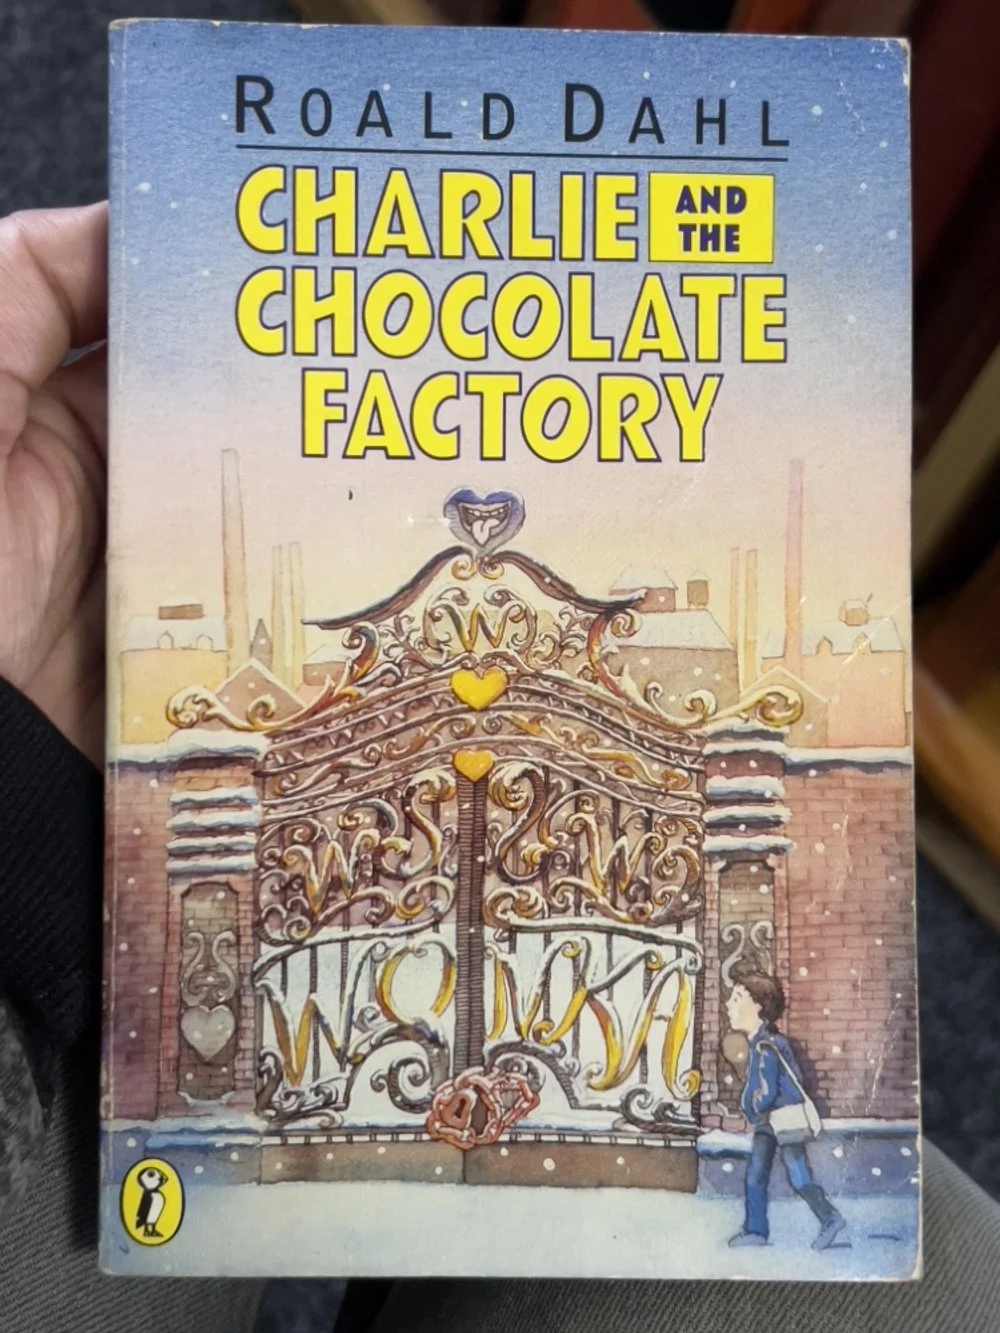 ROALD DAHL
CHARLIE AND THE
CHOCOLATE
FACTORY
W
W S S W
WONKA